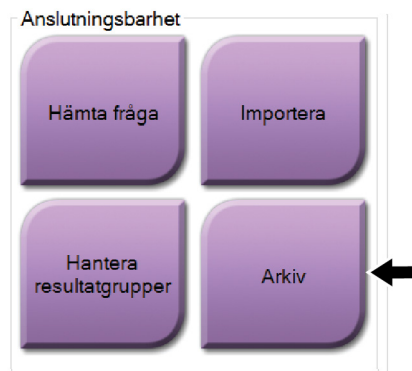 Anslutningsbarhet
Hämta fråga
Importera
Hantera
resultatgrupper
Arkiv